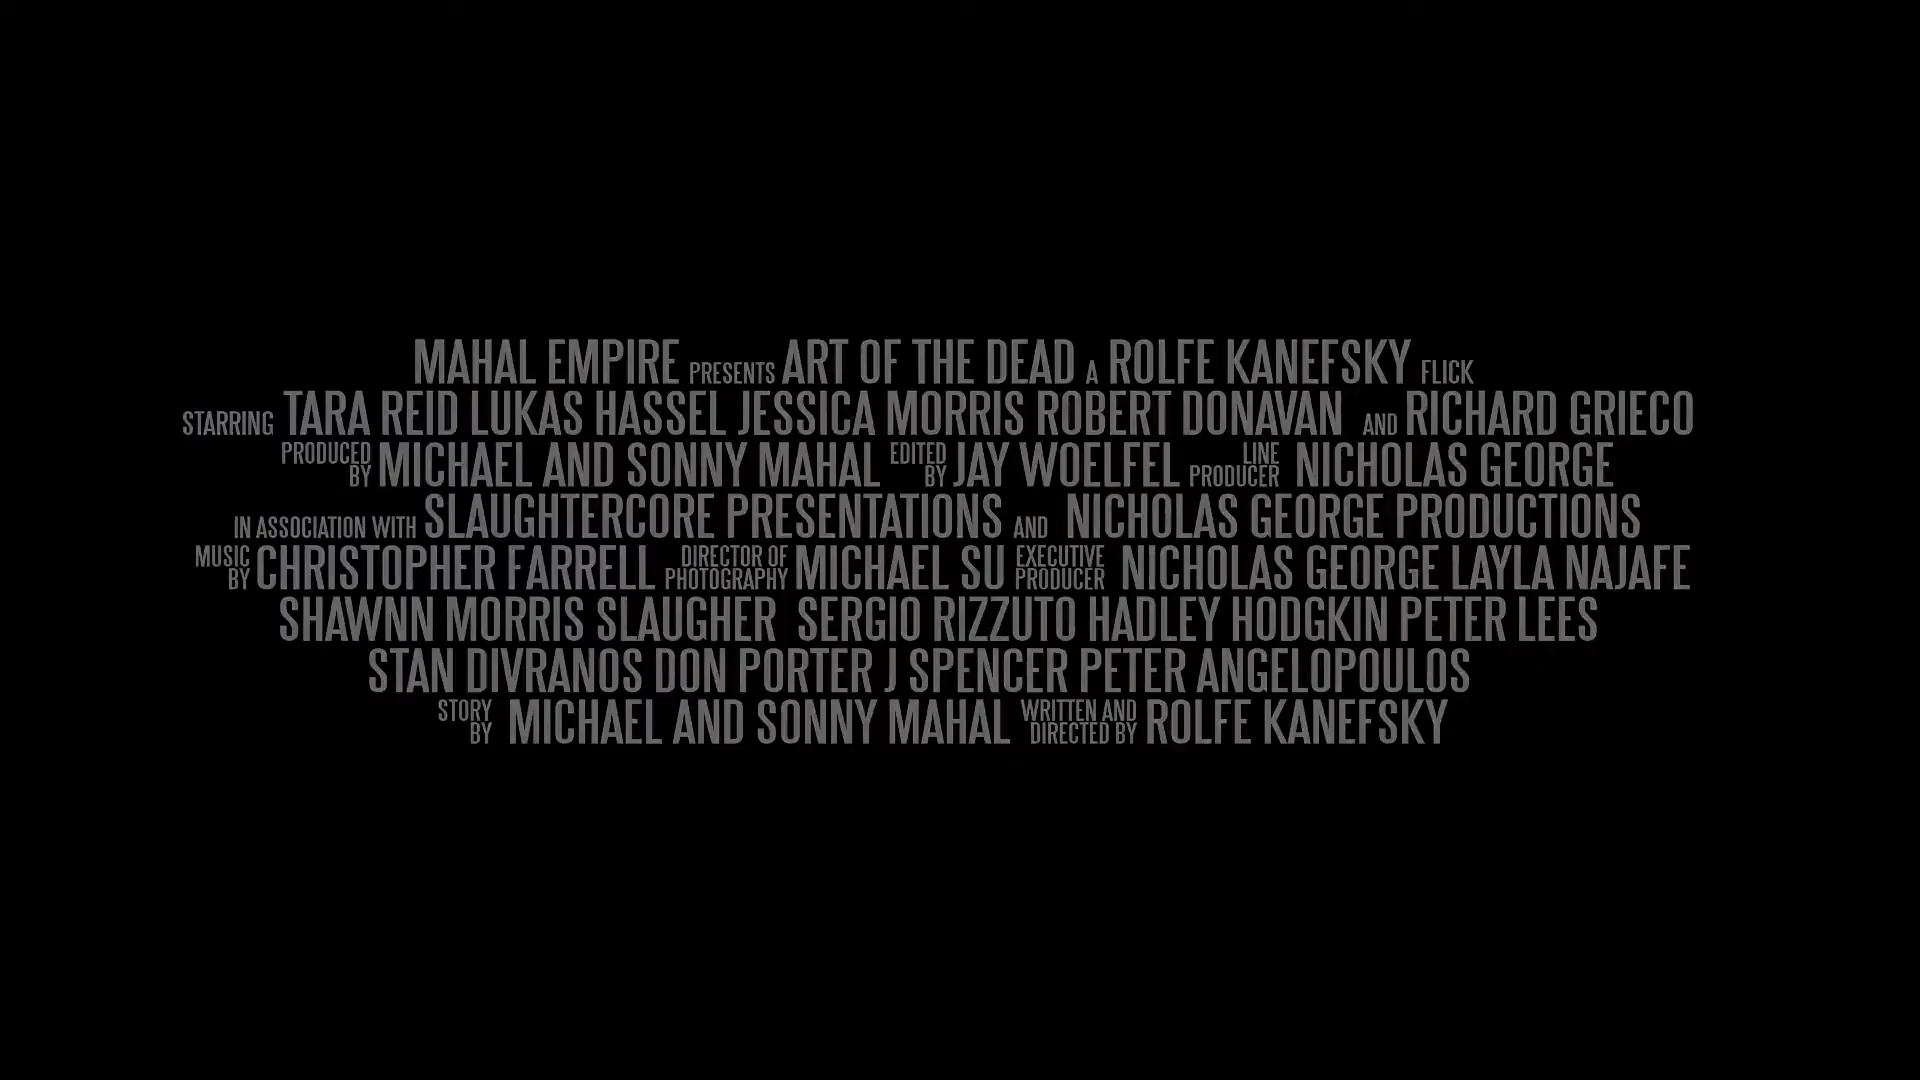 MAHAL EMPIRE PRESENTS ART OF THE DEAD A ROLFE KANEFSKY FLICK
STARRING TARA REID LUKAS HASSEL JESSICA MORRIS ROBERT DONAVAN AND RICHARD GRIECO
PRODUCED BY MICHAEL AND SONNY MAHAL EDITED BY JAY WOELFEL LINE PRODUCER NICHOLAS GEORGE
IN ASSOCIATION WITH SLAUGHTERCORE PRESENTATIONS AND NICHOLAS GEORGE PRODUCTIONS
MUSIC BY CHRISTOPHER FARRELL DIRECTOR OF PHOTOGRAPHY MICHAEL SU EXECUTIVE PRODUCER NICHOLAS GEORGE LAYLA NAJAFE
SHAWNN MORRIS SLAUGHER SERGIO RIZZUTO HADLEY HODGKIN PETER LEES
STAN DIVRANOS DON PORTER J SPENCER PETER ANGELOPOULOS
STORY BY MICHAEL AND SONNY MAHAL WRITTEN AND DIRECTED BY ROLFE KANEFSKY